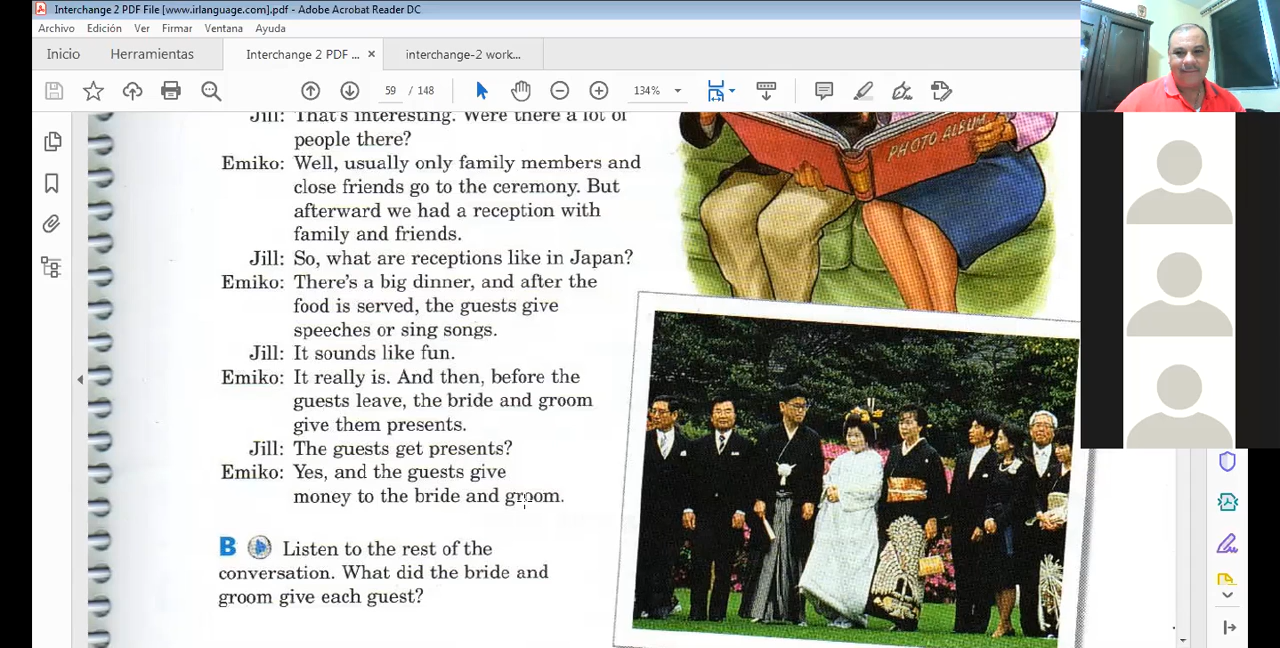 Interchange 2 PDF File [www.irlanguage.com].pdf - Adobe Acrobat Reader DC
Archivo Edición Ver Firmar Ventana Ayuda
Inicio Herramientas Interchange 2 PDF ... × interchange-2 work...
59 / 148 134%
Jill: That's interesting. Were there a lot of
people there?
Emiko: Well, usually only family members and
close friends go to the ceremony. But
afterward we had a reception with
family and friends.
Jill: So, what are receptions like in Japan?
Emiko: There's a big dinner, and after the
food is served, the guests give
speeches or sing songs.
Jill: It sounds like fun.
Emiko: It really is. And then, before the
guests leave, the bride and groom
give them presents.
Jill: The guests get presents?
Emiko: Yes, and the guests give
money to the bride and groom.
B Listen to the rest of the
conversation. What did the bride and
groom give each guest?
PHOTO ALBUM